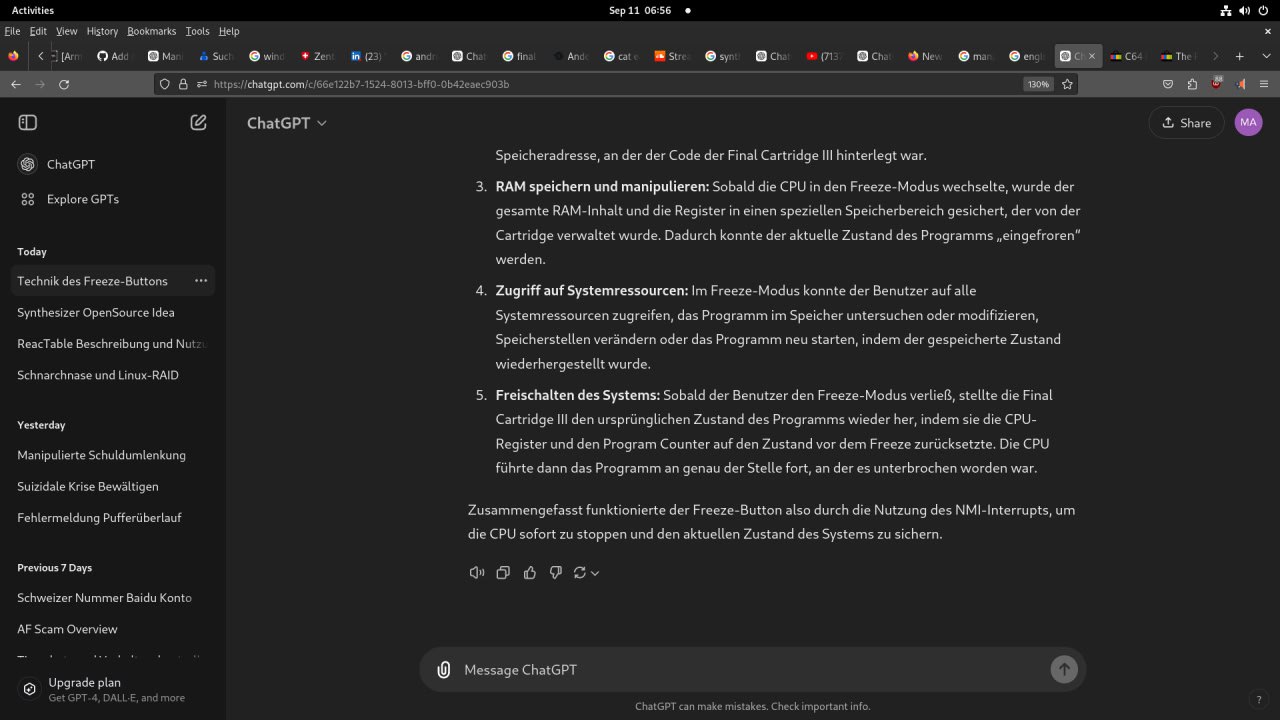 Activities
Sep 11 06:56
File Edit View History Bookmarks Tools Help
[Arm
Add
Mani
Such
wind
Zent
(23)
andr
Chat
final
And
cat e
Strea
synt
Chat
(713
Chat
New
man
engl
C64
The
https://chatgpt.com/c/66e122b7-1524-8013-bff0-0b42eaec903b
130%
88
ChatGPT
Share
MA
ChatGPT
Explore GPTs
Today
Technik des Freeze-Buttons
Synthesizer OpenSource Idea
ReacTable Beschreibung und Nutzu
Schnarchnase und Linux-RAID
Yesterday
Manipulierte Schuldumlenkung
Suizidale Krise Bewältigen
Fehlermeldung Pufferüberlauf
Previous 7 Days
Schweizer Nummer Baidu Konto
AF Scam Overview
Upgrade plan
Get GPT-4, DALL·E, and more
Speicheradresse, an der der Code der Final Cartridge III hinterlegt war.
3. RAM speichern und manipulieren: Sobald die CPU in den Freeze-Modus wechselte, wurde der
gesamte RAM-Inhalt und die Register in einen speziellen Speicherbereich gesichert, der von der
Cartridge verwaltet wurde. Dadurch konnte der aktuelle Zustand des Programms „eingefroren“
werden.
4. Zugriff auf Systemressourcen: Im Freeze-Modus konnte der Benutzer auf alle
Systemressourcen zugreifen, das Programm im Speicher untersuchen oder modifizieren,
Speicherstellen verändern oder das Programm neu starten, indem der gespeicherte Zustand
wiederhergestellt wurde.
5. Freischalten des Systems: Sobald der Benutzer den Freeze-Modus verließ, stellte die Final
Cartridge III den ursprünglichen Zustand des Programms wieder her, indem sie die CPU-
Register und den Program Counter auf den Zustand vor dem Freeze zurücksetzte. Die CPU
führte dann das Programm an genau der Stelle fort, an der es unterbrochen worden war.
Zusammengefasst funktionierte der Freeze-Button also durch die Nutzung des NMI-Interrupts, um
die CPU sofort zu stoppen und den aktuellen Zustand des Systems zu sichern.
Message ChatGPT
ChatGPT can make mistakes. Check important info.
?